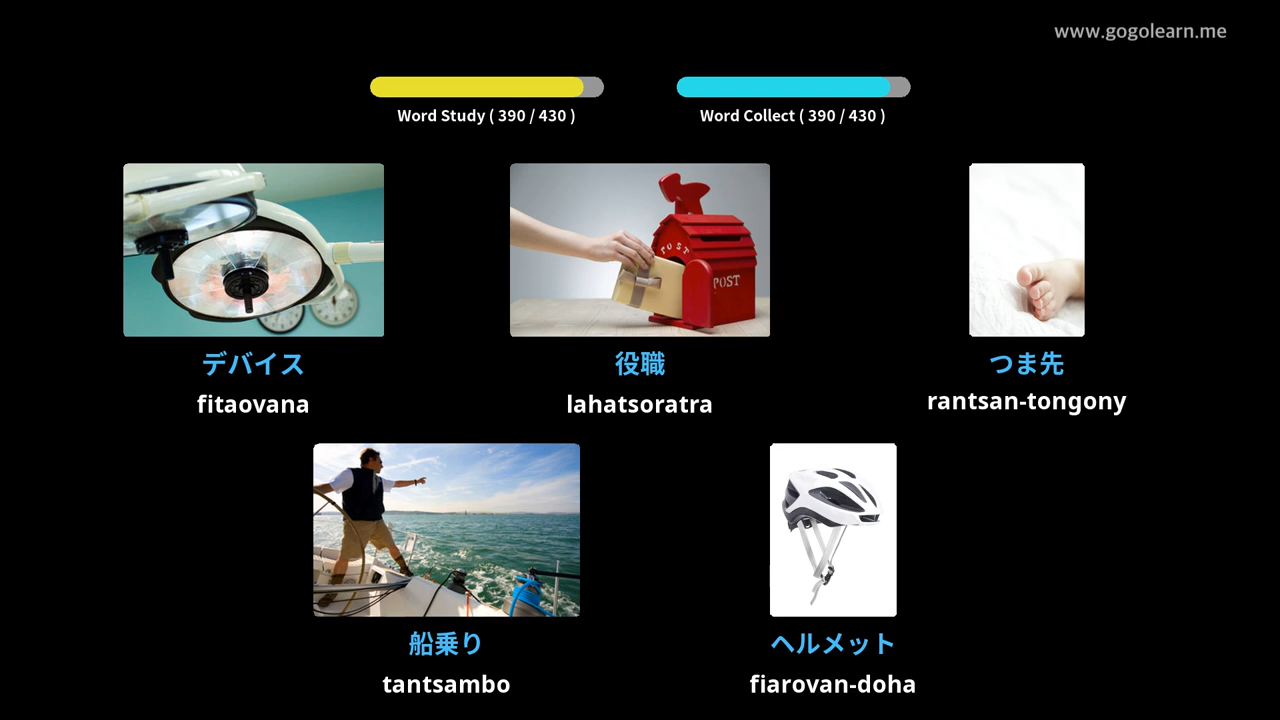 www.gogolearn.me
Word Study ( 390 / 430 )
Word Collect ( 390 / 430 )
POST
POST
デバイス
役職
つま先
fitaovana
lahatsoratra
rantsan-tongony
船乗り
ヘルメット
tantsambo
fiarovan-doha